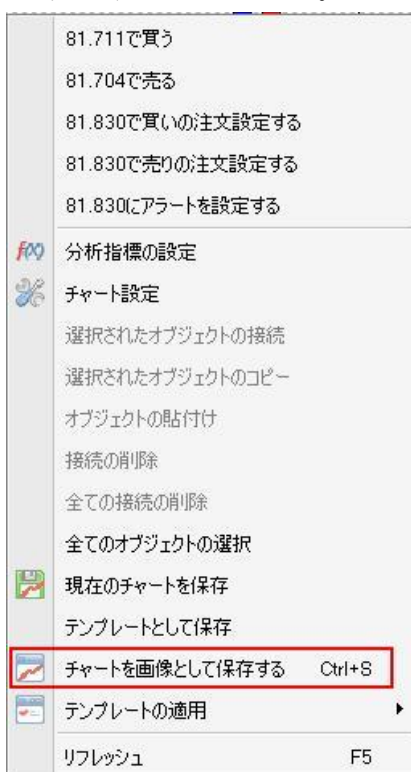 81.711で買う
81.704で売る
81.830で買いの注文設定する
81.830で売りの注文設定する
81.830にアラートを設定する
f(x) 分析指標の設定
チャート設定
選択されたオブジェクトの接続
選択されたオブジェクトのコピー
オブジェクトの貼付け
接続の削除
全ての接続の削除
全てのオブジェクトの選択
現在のチャートを保存
テンプレートとして保存
チャートを画像として保存する Ctrl+S
テンプレートの適用
リフレッシュ F5